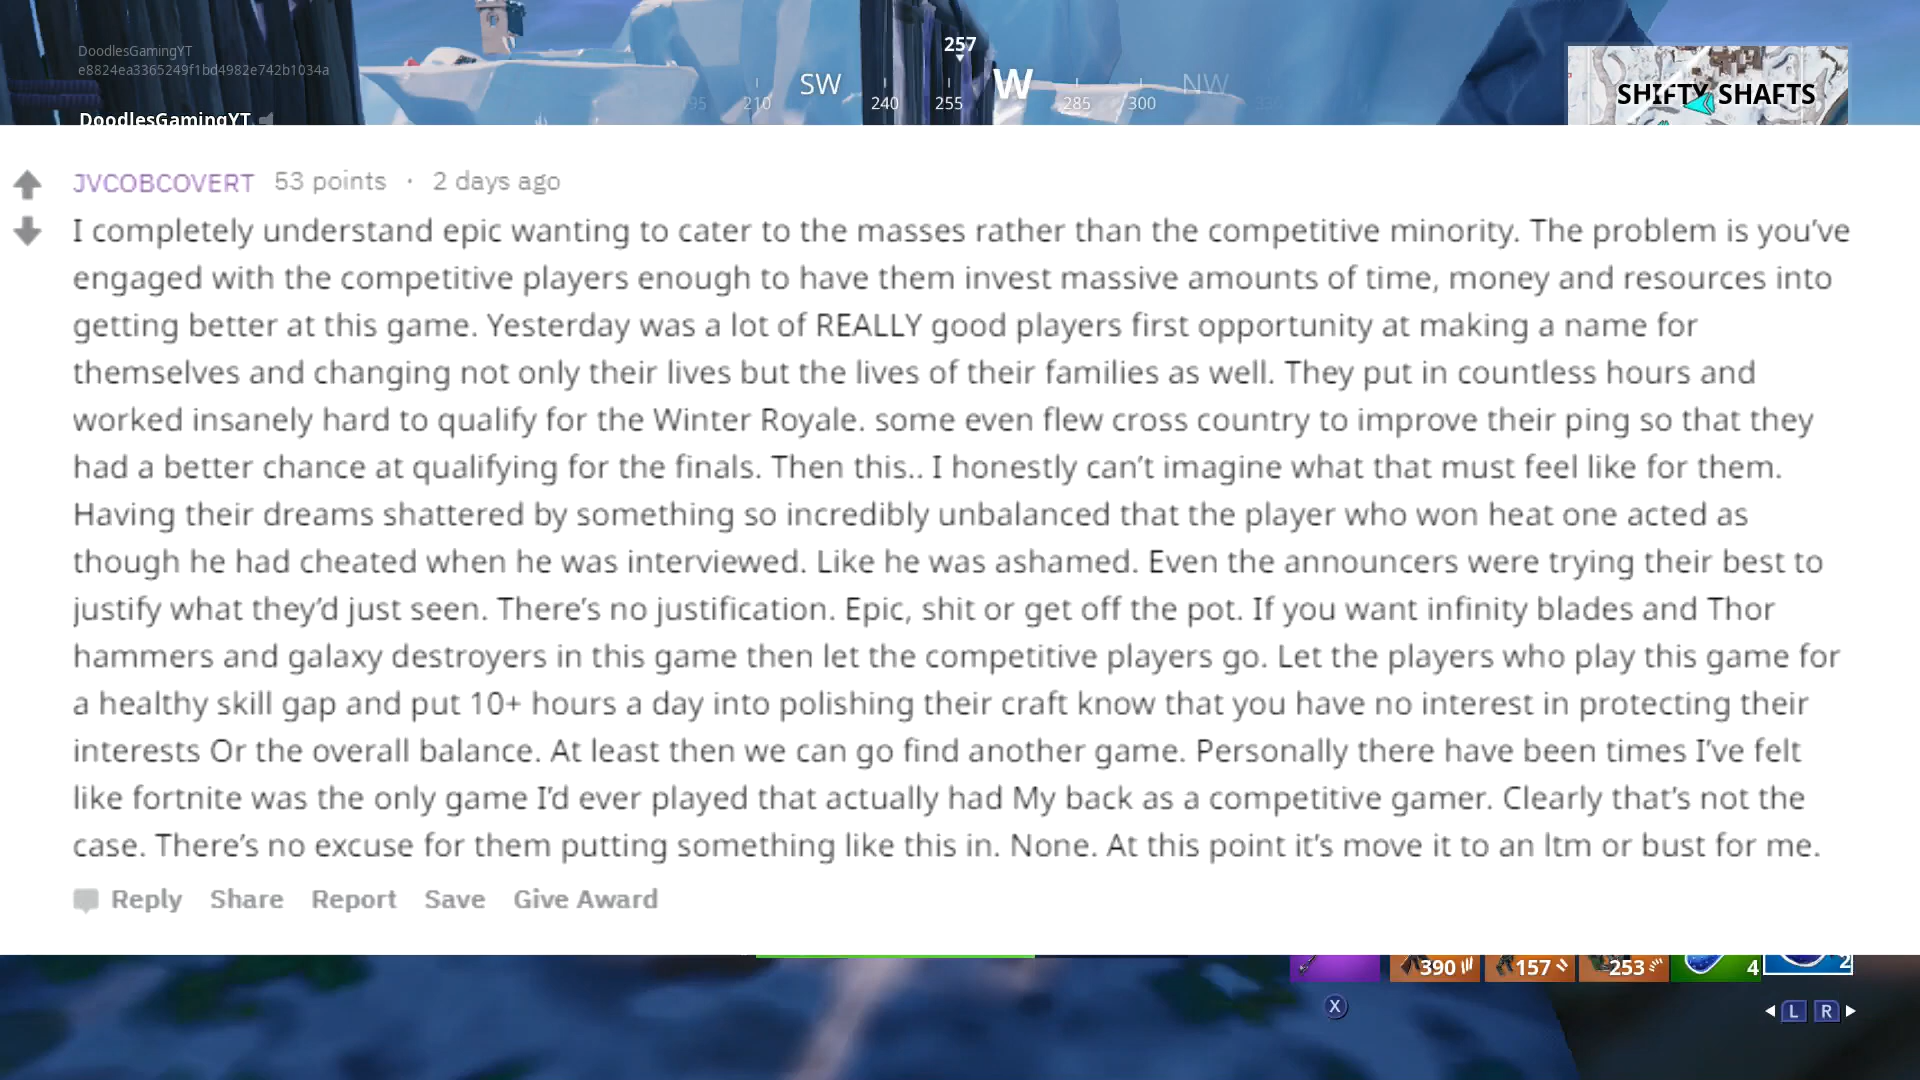 DoodlesGamingYT
e8824ea3365249f1bd4982e742b1034a
DoodlesGamingYT
257
SW W NW
210 240 255 285 300
SHIFTY SHAFTS
JVCOBCOVERT 53 points · 2 days ago
I completely understand epic wanting to cater to the masses rather than the competitive minority. The problem is you've
engaged with the competitive players enough to have them invest massive amounts of time, money and resources into
getting better at this game. Yesterday was a lot of REALLY good players first opportunity at making a name for
themselves and changing not only their lives but the lives of their families as well. They put in countless hours and
worked insanely hard to qualify for the Winter Royale. some even flew cross country to improve their ping so that they
had a better chance at qualifying for the finals. Then this.. I honestly can't imagine what that must feel like for them.
Having their dreams shattered by something so incredibly unbalanced that the player who won heat one acted as
though he had cheated when he was interviewed. Like he was ashamed. Even the announcers were trying their best to
justify what they'd just seen. There's no justification. Epic, shit or get off the pot. If you want infinity blades and Thor
hammers and galaxy destroyers in this game then let the competitive players go. Let the players who play this game for
a healthy skill gap and put 10+ hours a day into polishing their craft know that you have no interest in protecting their
interests Or the overall balance. At least then we can go find another game. Personally there have been times I've felt
like fortnite was the only game I'd ever played that actually had My back as a competitive gamer. Clearly that's not the
case. There's no excuse for them putting something like this in. None. At this point it's move it to an ltm or bust for me.
Reply Share Report Save Give Award
390 157 253 4 2
X L R